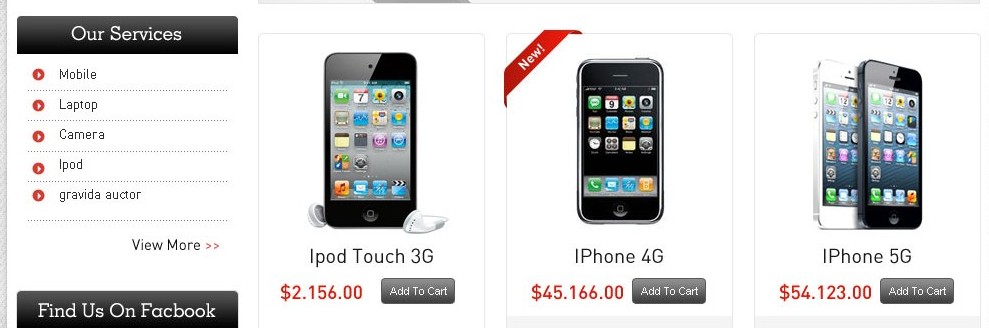 Our Services
Mobile
Laptop
Camera
Ipod
gravida auctor
View More >>
Find Us On Facbook
New!
Ipod Touch 3G
$2.156.00
Add To Cart
IPhone 4G
$45.166.00
Add To Cart
IPhone 5G
$54.123.00
Add To Cart